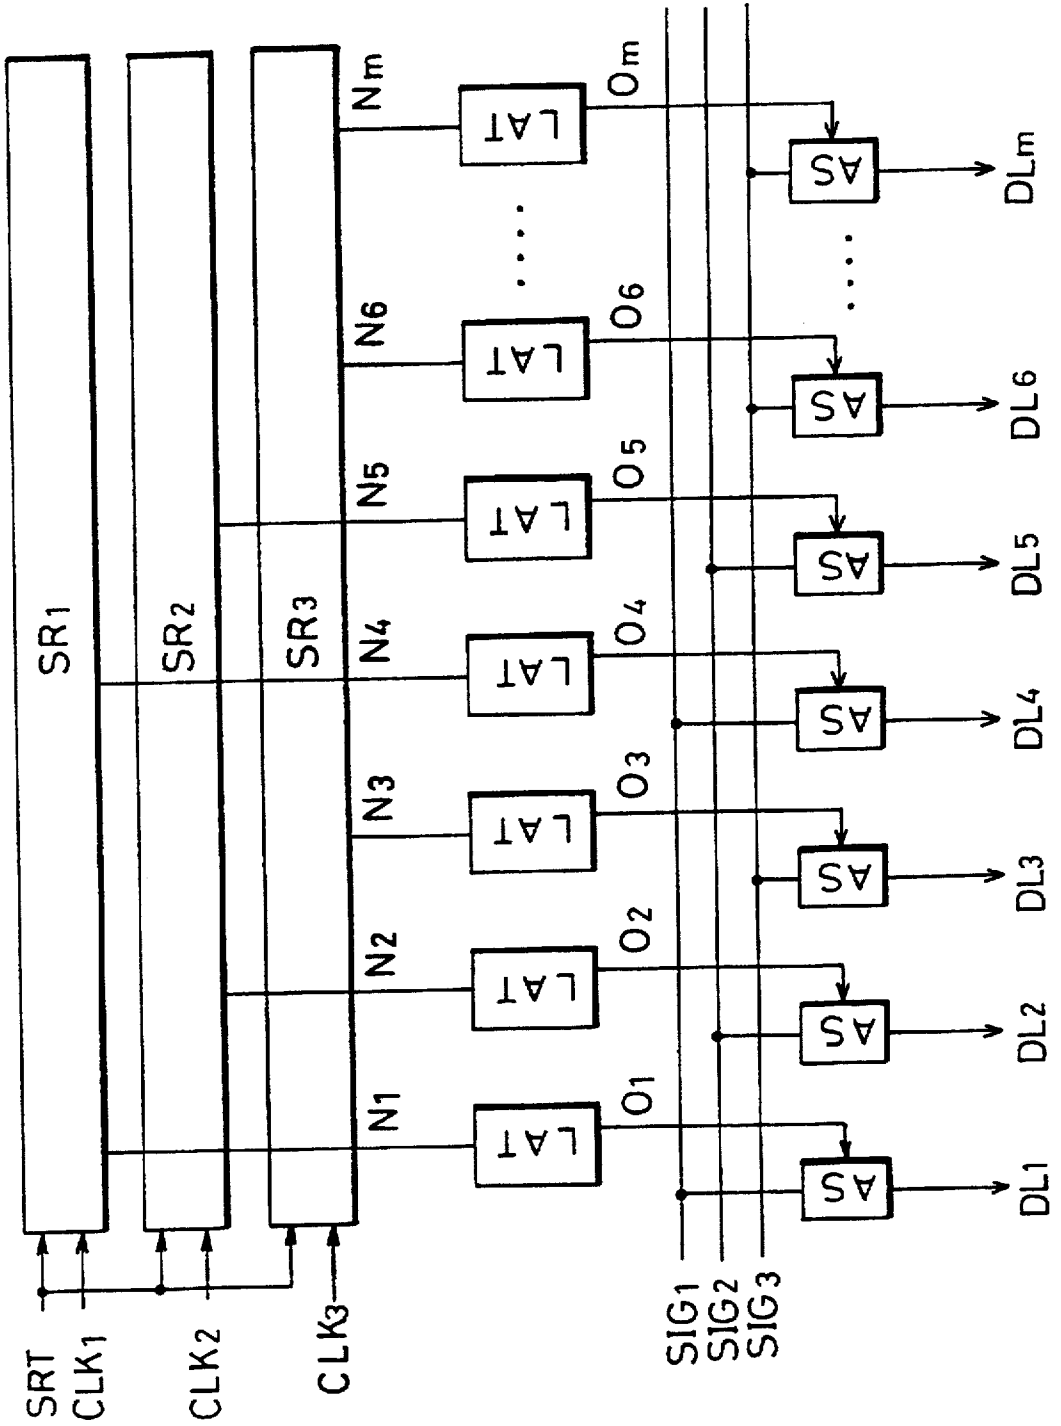 SRT
CLK1
CLK2
CLK3
SR1
SR2
SR3
N1
N2
N3
N4
N5
N6
Nm
LAT
LAT
LAT
LAT
LAT
LAT
....
LAT
O1
O2
O3
O4
O5
O6
Om
SIG1
SIG2
SIG3
AS
AS
AS
AS
AS
AS
....
AS
DL1
DL2
DL3
DL4
DL5
DL6
DLm